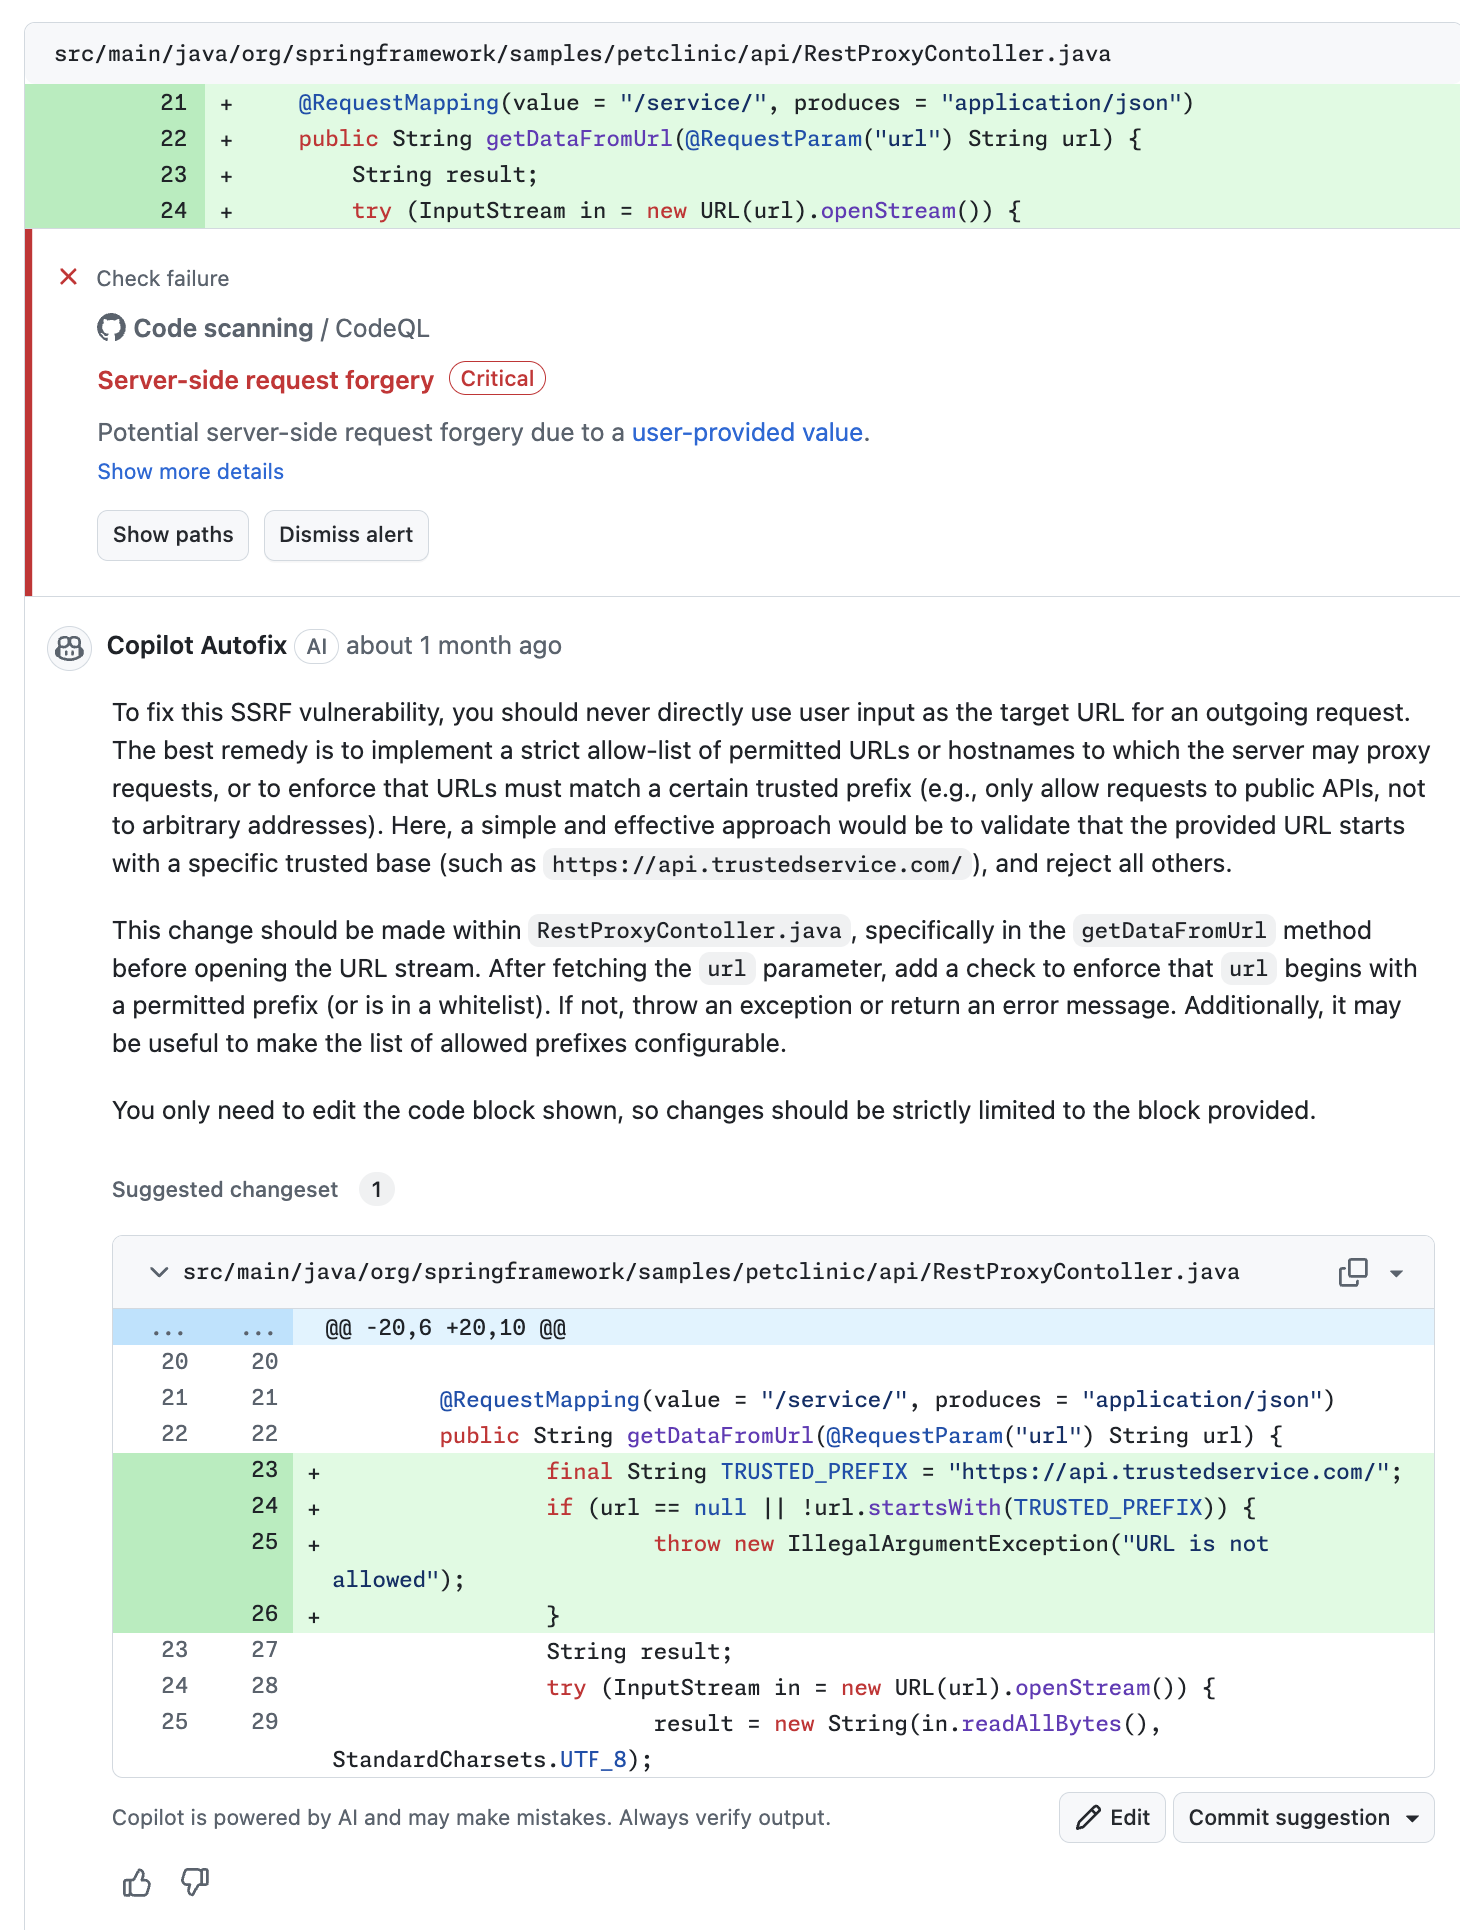 src/main/java/org/springframework/samples/petclinic/api/RestProxyContoller.java
21 + @RequestMapping(value = "/service/", produces = "application/json")
22 + public String getDataFromUrl(@RequestParam("url") String url) {
23 + String result;
24 + try (InputStream in = new URL(url).openStream()) {
Check failure
Code scanning / CodeQL
Server-side request forgery Critical
Potential server-side request forgery due to a user-provided value.
Show more details
Show paths Dismiss alert
Copilot Autofix AI about 1 month ago
To fix this SSRF vulnerability, you should never directly use user input as the target URL for an outgoing request.
The best remedy is to implement a strict allow-list of permitted URLs or hostnames to which the server may proxy
requests, or to enforce that URLs must match a certain trusted prefix (e.g., only allow requests to public APIs, not
to arbitrary addresses). Here, a simple and effective approach would be to validate that the provided URL starts
with a specific trusted base (such as https://api.trustedservice.com/ ), and reject all others.
This change should be made within RestProxyContoller.java , specifically in the getDataFromUrl method
before opening the URL stream. After fetching the url parameter, add a check to enforce that url begins with
a permitted prefix (or is in a whitelist). If not, throw an exception or return an error message. Additionally, it may
be useful to make the list of allowed prefixes configurable.
You only need to edit the code block shown, so changes should be strictly limited to the block provided.
Suggested changeset 1
src/main/java/org/springframework/samples/petclinic/api/RestProxyContoller.java
... ... @@ -20,6 +20,10 @@
20 20
21 21 @RequestMapping(value = "/service/", produces = "application/json")
22 22 public String getDataFromUrl(@RequestParam("url") String url) {
23 + final String TRUSTED_PREFIX = "https://api.trustedservice.com/";
24 + if (url == null || !url.startsWith(TRUSTED_PREFIX)) {
25 + throw new IllegalArgumentException("URL is not
allowed");
26 + }
23 27 String result;
24 28 try (InputStream in = new URL(url).openStream()) {
25 29 result = new String(in.readAllBytes(),
StandardCharsets.UTF_8);
Copilot is powered by AI and may make mistakes. Always verify output.
Edit Commit suggestion